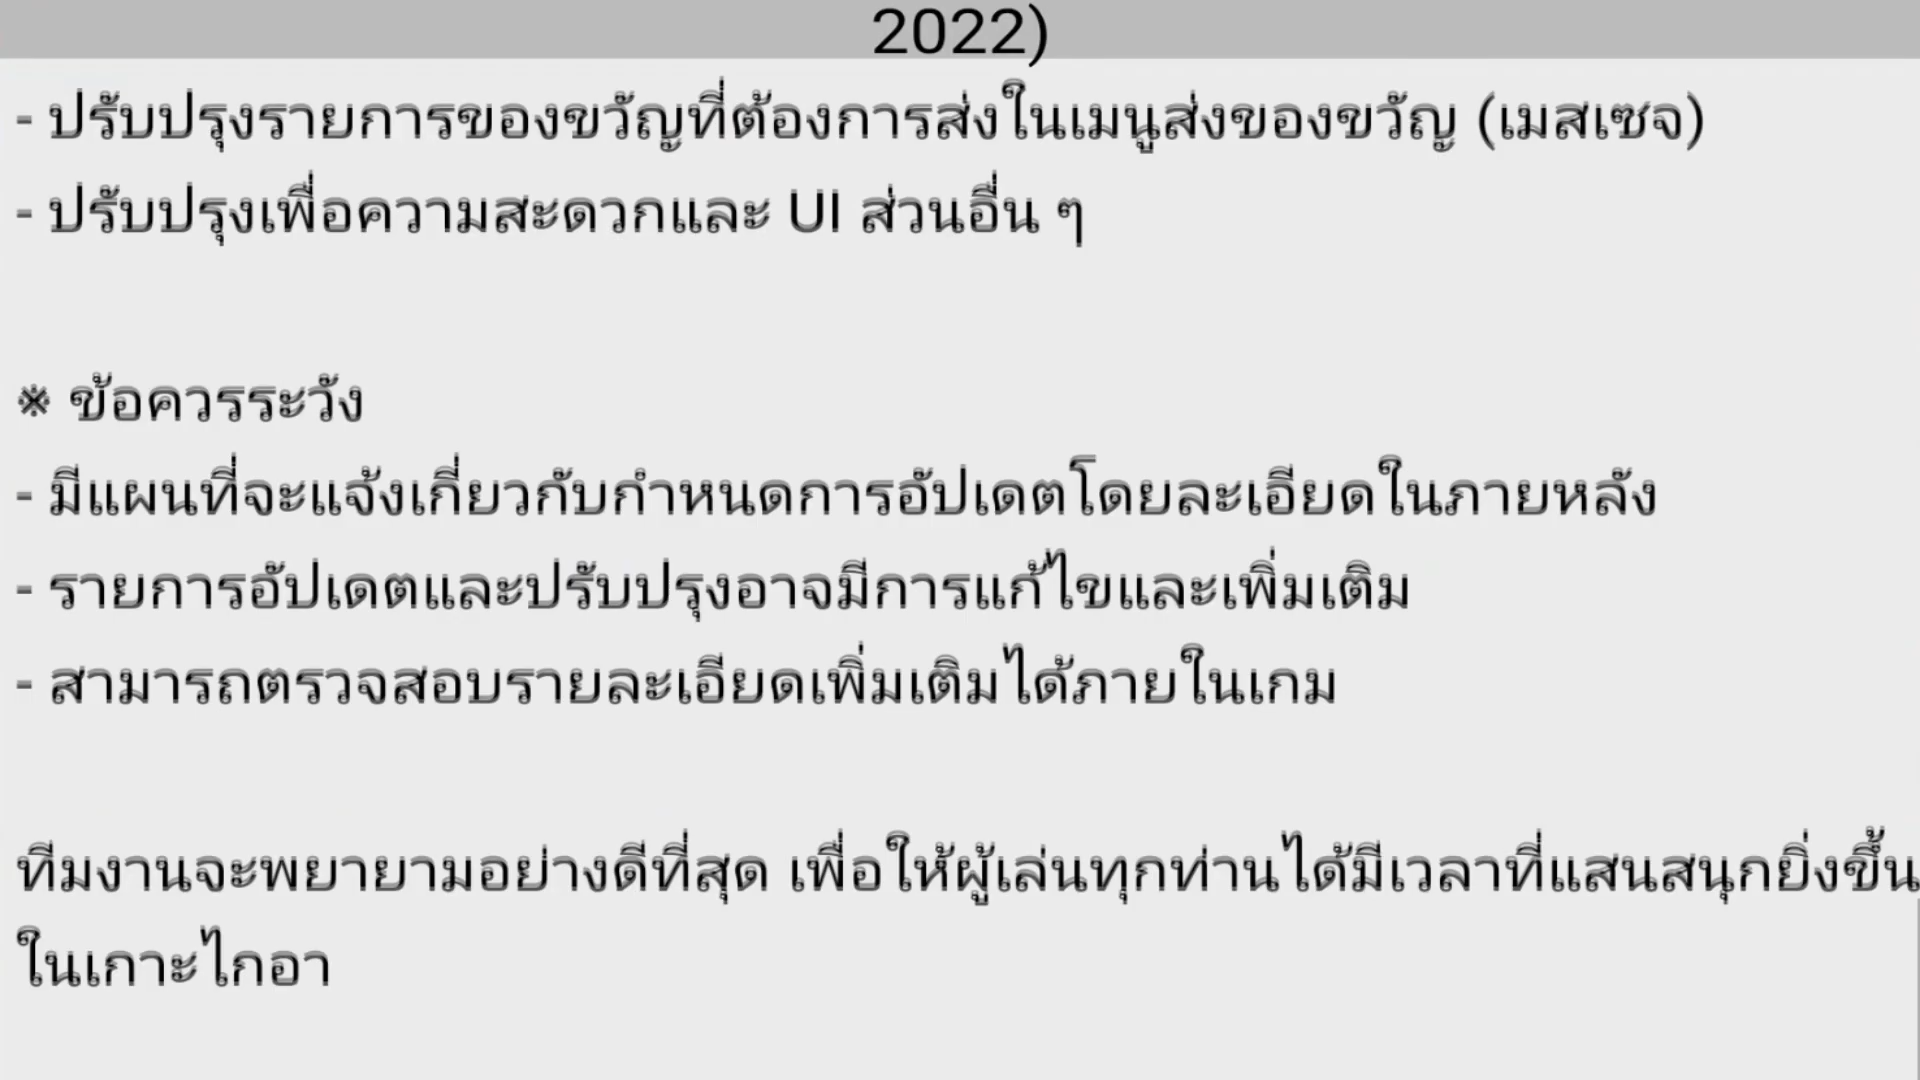 2022)
- ปรับปรุงรายการของขวัญที่ต้องการส่งในเมนูส่งของขวัญ (เมสเซจ)
- ปรับปรุงเพื่อความสะดวกและ UI ส่วนอื่น ๆ
※ ข้อควรระวัง
- มีแผนที่จะแจ้งเกี่ยวกับกำหนดการอัปเดตโดยละเอียดในภายหลัง
- รายการอัปเดตและปรับปรุงอาจมีการแก้ไขและเพิ่มเติม
- สามารถตรวจสอบรายละเอียดเพิ่มเติมได้ภายในเกม
ทีมงานจะพยายามอย่างดีที่สุด เพื่อให้ผู้เล่นทุกท่านได้มีเวลาที่แสนสนุกยิ่งขึ้น
ในเกาะไกอา